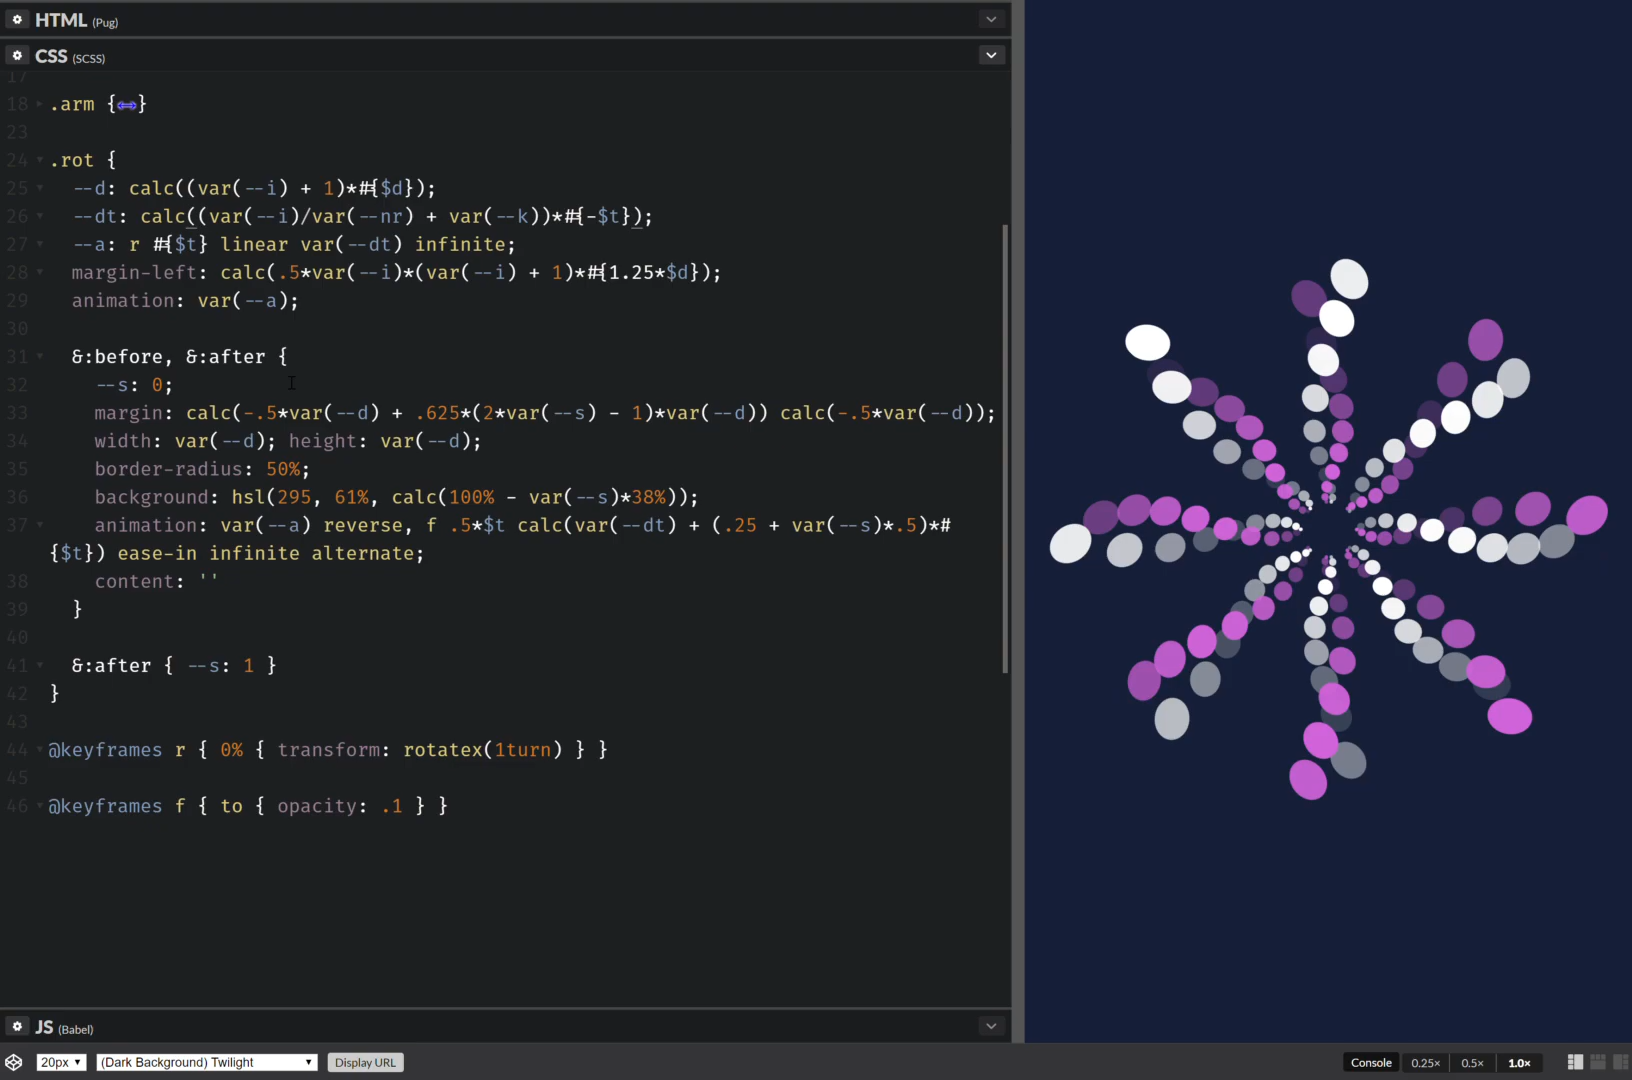 HTML (Pug)
CSS (SCSS)
17
18 .arm {↔}
23
24 .rot {
25 --d: calc((var(--i) + 1)*#{$d});
26 --dt: calc((var(--i)/var(--nr) + var(--k))*#{-$t});
27 --a: r #{$t} linear var(--dt) infinite;
28 margin-left: calc(.5*var(--i)*(var(--i) + 1)*#{1.25*$d});
29 animation: var(--a);
30
31 &:before, &:after {
32 --s: 0;
33 margin: calc(-.5*var(--d) + .625*(2*var(--s) - 1)*var(--d)) calc(-.5*var(--d));
34 width: var(--d); height: var(--d);
35 border-radius: 50%;
36 background: hsl(295, 61%, calc(100% - var(--s)*38%));
37 animation: var(--a) reverse, f .5*$t calc(var(--dt) + (.25 + var(--s)*.5)*#
{$t}) ease-in infinite alternate;
38 content: ''
39 }
40
41 &:after { --s: 1 }
42 }
43
44 @keyframes r { 0% { transform: rotatex(1turn) } }
45
46 @keyframes f { to { opacity: .1 } }
JS (Babel)
20px ▼ (Dark Background) Twilight ▼ Display URL Console 0.25× 0.5× 1.0×